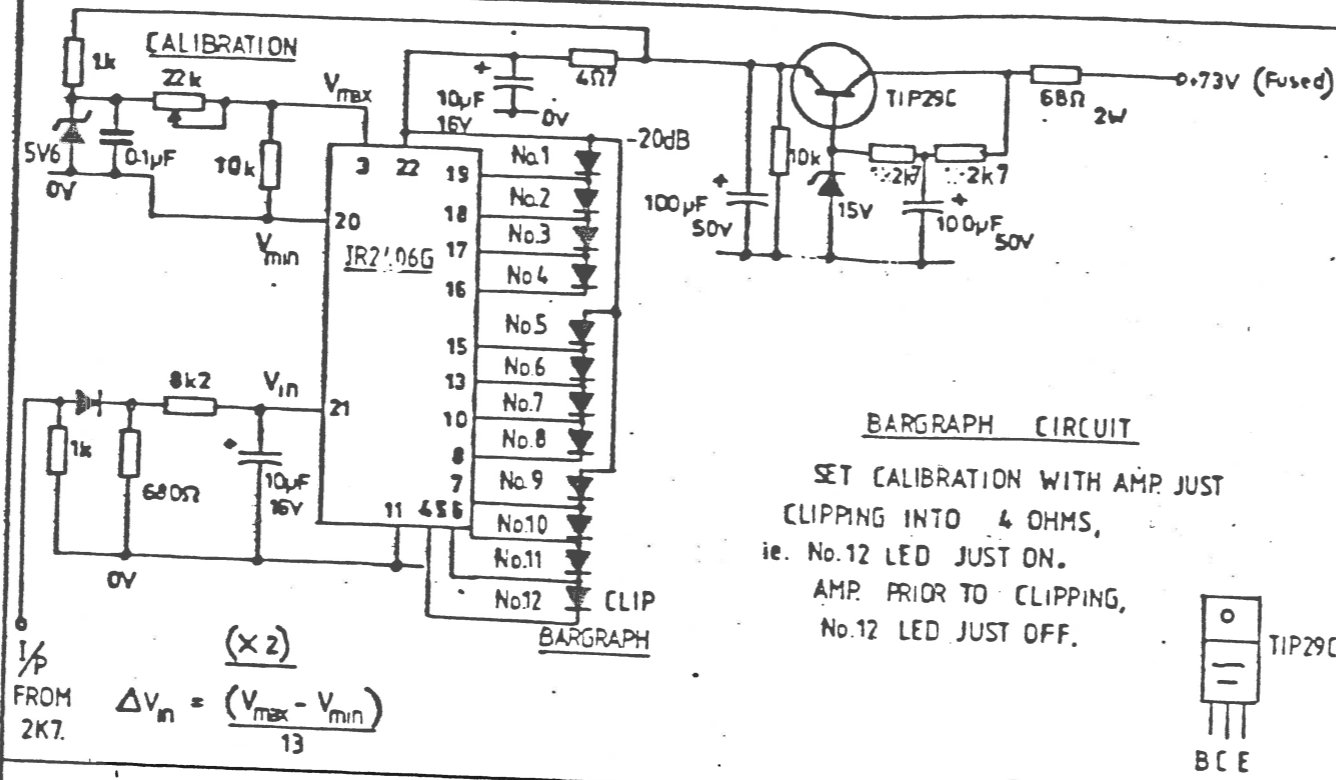 CALIBRATION
1k
22k
Vmax
5V6
0.1µF
10k
0V
Vmin
+
10µF
16V
0V
4Ω7
TIP29C
68Ω
2W
0+73V (Fused)
-20dB
3
22
19
18
17
16
15
13
10
8
7
20
21
11
4 5 6
No.1
No.2
No.3
No 4
No.5
No.6
No.7
No.8
No.9
No.10
No.11
No.12
CLIP
BARGRAPH
100µF
50V
+
10k
15V
2k7
2k7
+
100µF
50V
8k2
Vin
1k
680Ω
+
10µF
16V
0V
I/P
FROM
2K7.
(×2)
ΔVin = (Vmax - Vmin)
13
BARGRAPH CIRCUIT
SET CALIBRATION WITH AMP. JUST
CLIPPING INTO 4 OHMS,
ie. No.12 LED JUST ON.
AMP. PRIOR TO CLIPPING,
No.12 LED JUST OFF.
TIP29C
B C E